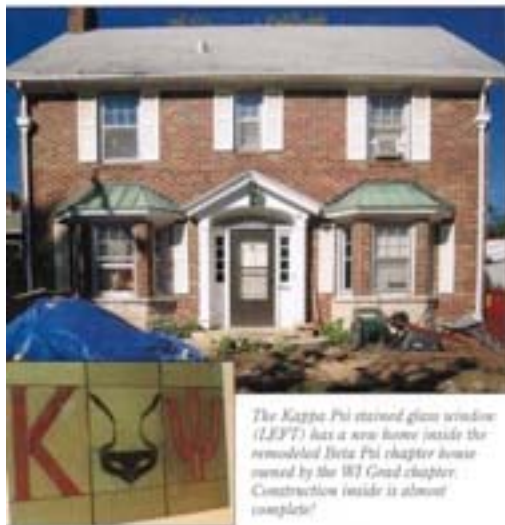 K Ψ
The Kappa Psi stained glass window
(LEFT) has a new home inside the
remodeled Beta Psi chapter house
owned by the WI Grad chapter.
Construction inside is almost
complete!